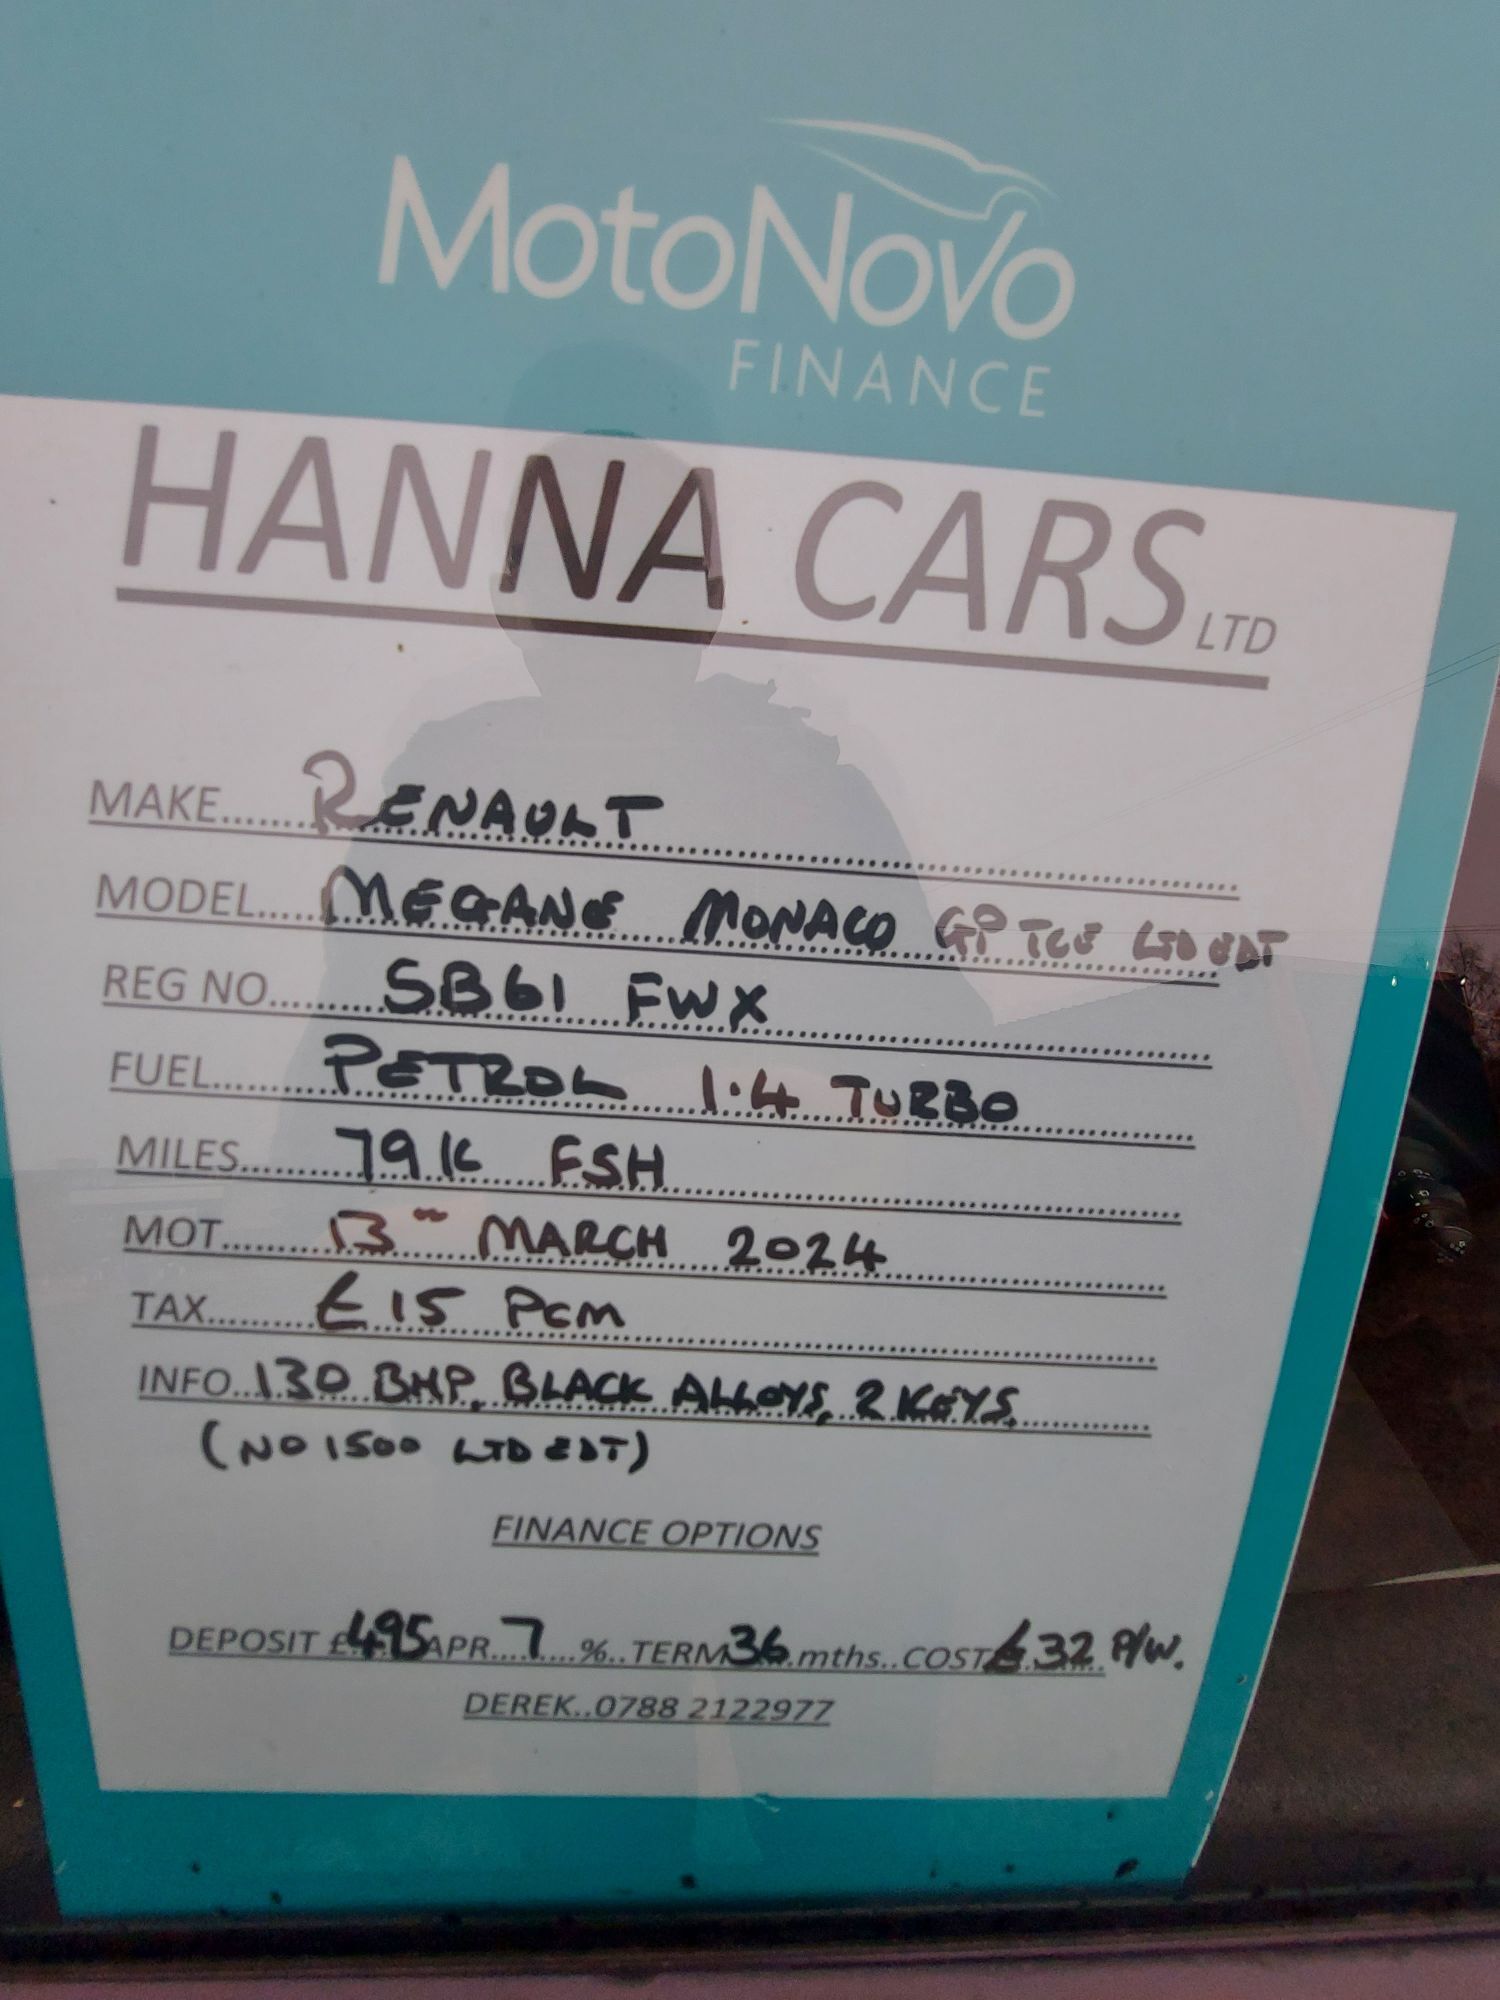 MotoNovo
FINANCE
HANNA CARS LTD
MAKE......RENAULT
MODEL......MEGANE MONACO GP TCE LTD EDT
REG NO.........SB61 FWX
FUEL..........PETROL 1.4 TURBO
MILES........79K FSH
MOT.........13TH MARCH 2024
TAX.........£15 PCM
INFO...130 BHP, BLACK ALLOYS, 2 KEYS.
(NO 1500 LTD EDT)
FINANCE OPTIONS
DEPOSIT £495 APR....7....%..TERM 36.mths..COST £32 P/W.
DEREK..0788 2122977